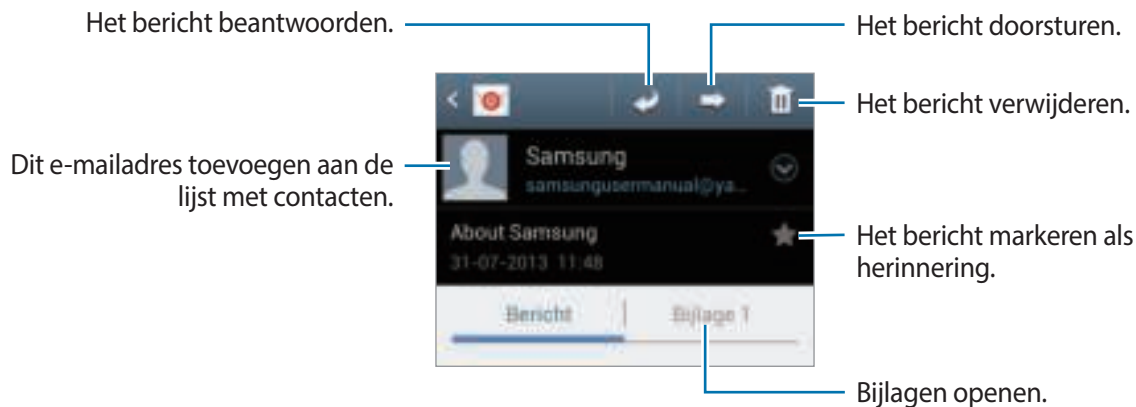 Het bericht beantwoorden.
Het bericht doorsturen.
Het bericht verwijderen.
Dit e-mailadres toevoegen aan de
lijst met contacten.
Samsung
samsungusermanual@ya...
About Samsung
31-07-2013 11:48
Het bericht markeren als
herinnering.
Bericht
Bijlage 1
Bijlagen openen.